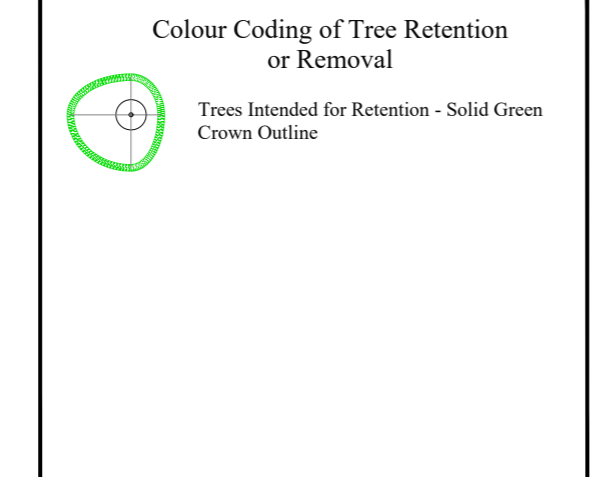 Colour Coding of Tree Retention
or Removal
Trees Intended for Retention - Solid Green
Crown Outline